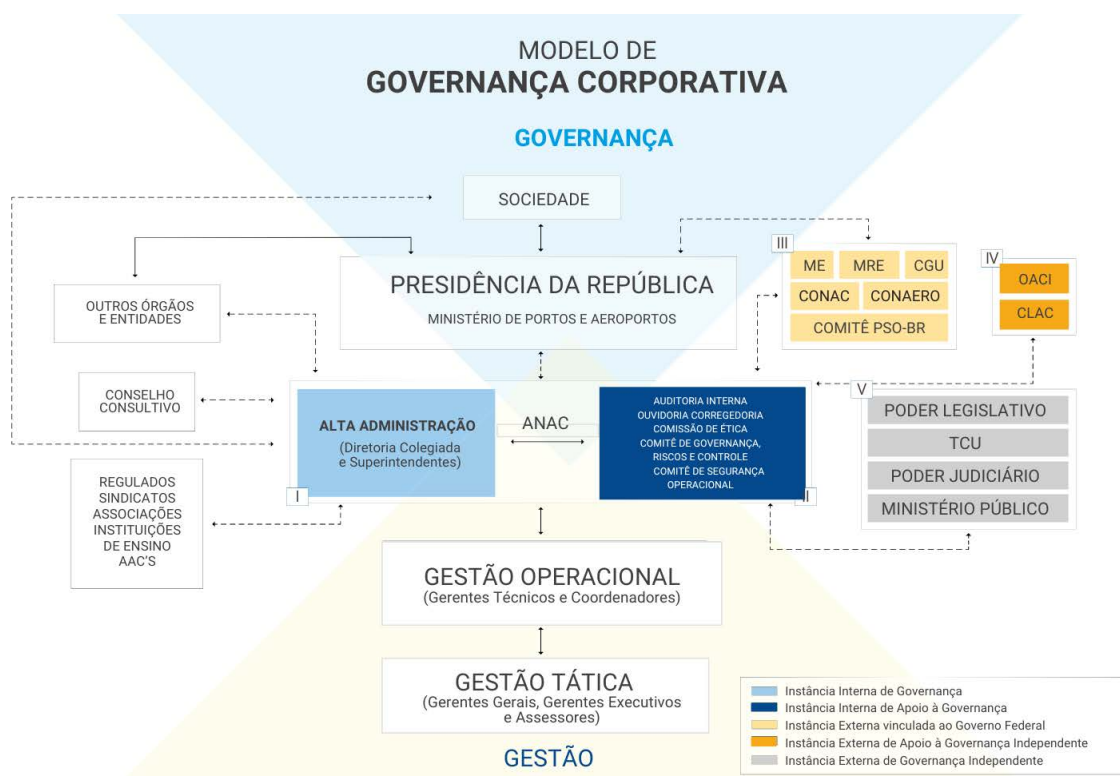 MODELO DE
GOVERNANÇA CORPORATIVA
GOVERNANÇA
SOCIEDADE
PRESIDÊNCIA DA REPÚBLICA
MINISTÉRIO DE PORTOS E AEROPORTOS
OUTROS ÓRGÃOS
E ENTIDADES
CONSELHO
CONSULTIVO
REGULADOS
SINDICATOS
ASSOCIAÇÕES
INSTITUIÇÕES
DE ENSINO
AAC'S
III
ME
MRE
CGU
CONAC
CONAERO
COMITÊ PSO-BR
IV
OACI
CLAC
ALTA ADMINISTRAÇÃO
(Diretoria Colegiada
e Superintendentes)
I
ANAC
AUDITORIA INTERNA
OUVIDORIA CORREGEDORIA
COMISSÃO DE ÉTICA
COMITÊ DE GOVERNANÇA,
RISCOS E CONTROLE
COMITÊ DE SEGURANÇA
OPERACIONAL
II
V
PODER LEGISLATIVO
TCU
PODER JUDICIÁRIO
MINISTÉRIO PÚBLICO
GESTÃO OPERACIONAL
(Gerentes Técnicos e Coordenadores)
GESTÃO TÁTICA
(Gerentes Gerais, Gerentes Executivos
e Assessores)
GESTÃO
Instância Interna de Governança
Instância Interna de Apoio à Governança
Instância Externa vinculada ao Governo Federal
Instância Externa de Apoio à Governança Independente
Instância Externa de Governança Independente